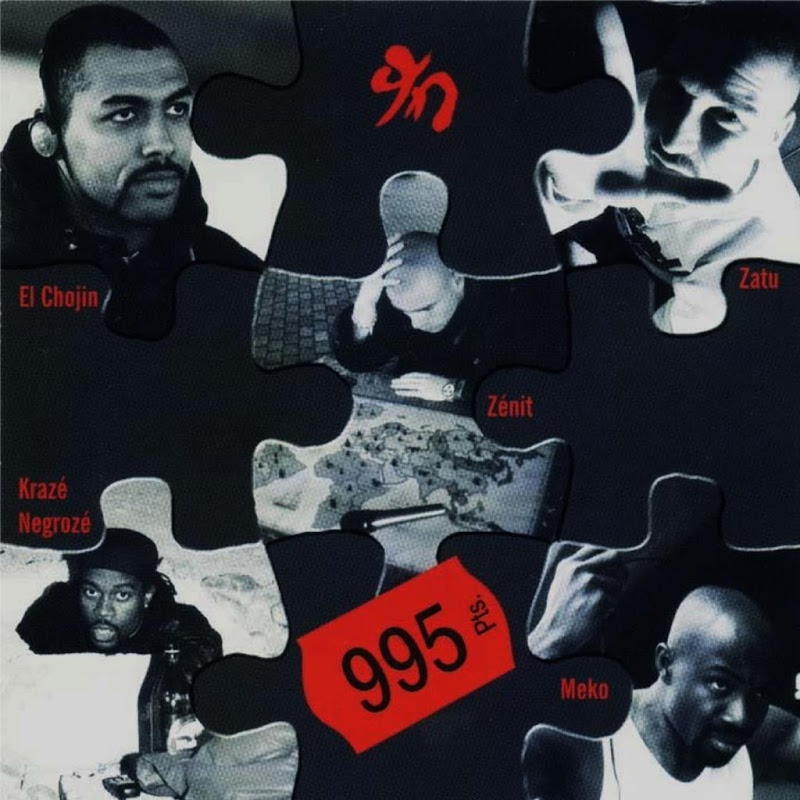 El Chojin
Zatu
Zénit
Krazé
Negrozé
995 Pts.
Meko